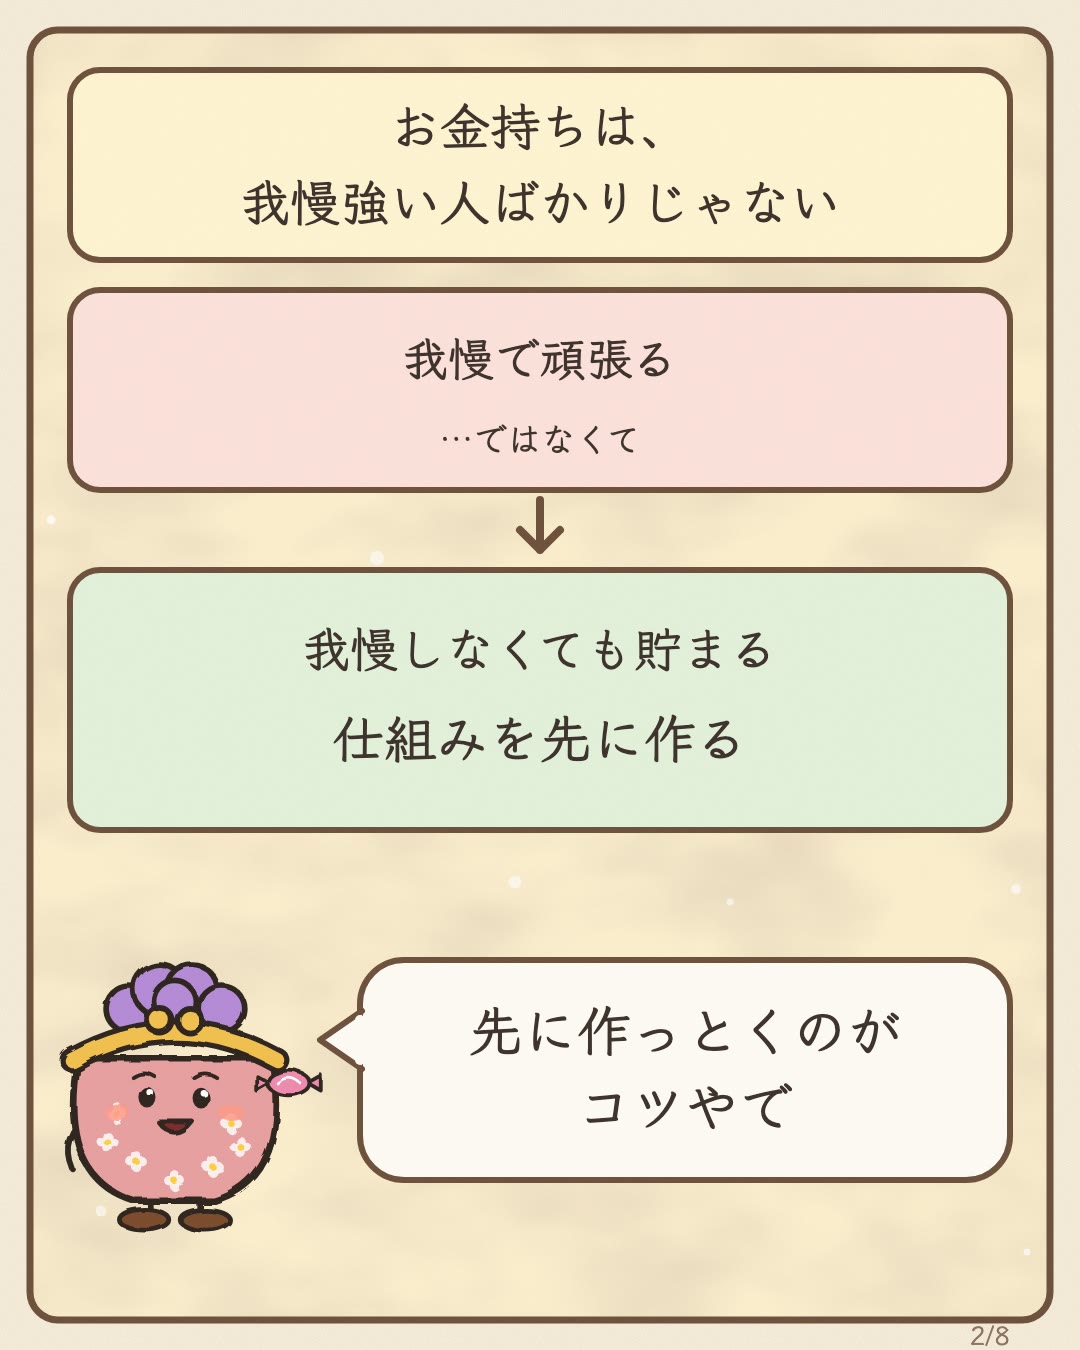 お金持ちは、
我慢強い人ばかりじゃない
我慢で頑張る
…ではなくて
我慢しなくても貯まる
仕組みを先に作る
先に作っとくのが
コツやで
2/8